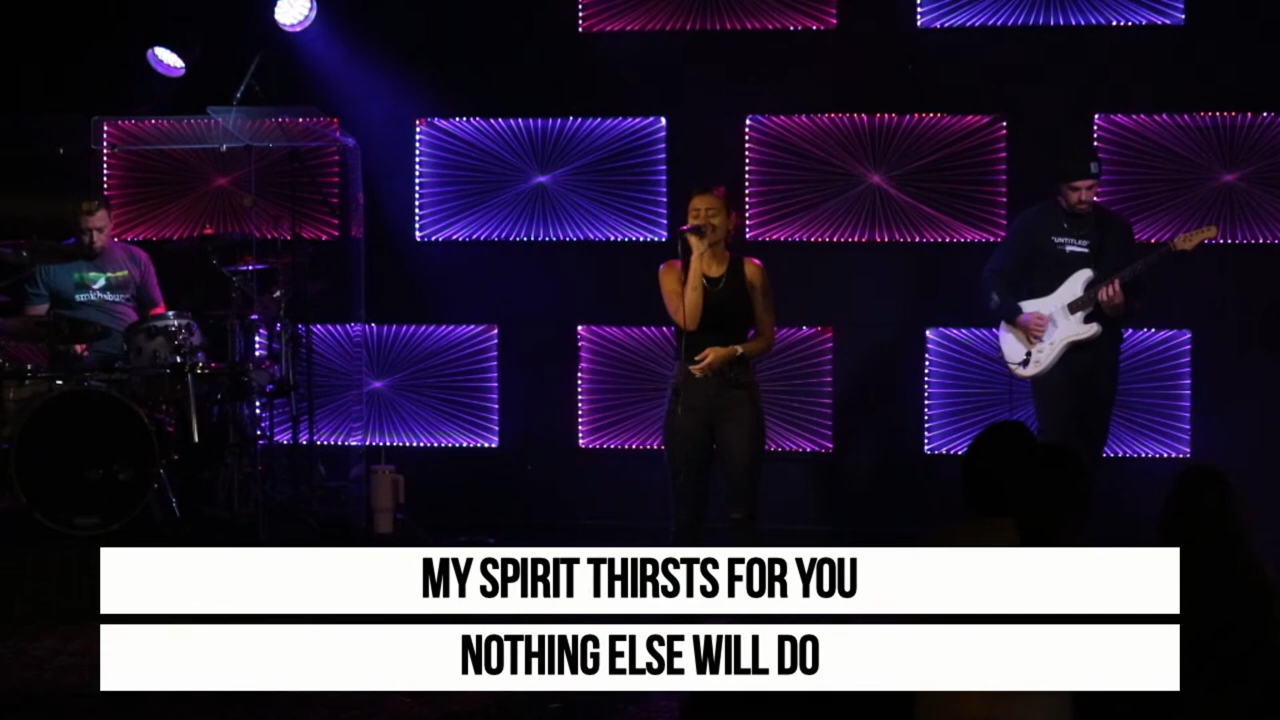 "UNTITLED"
MY SPIRIT THIRSTS FOR YOU
NOTHING ELSE WILL DO